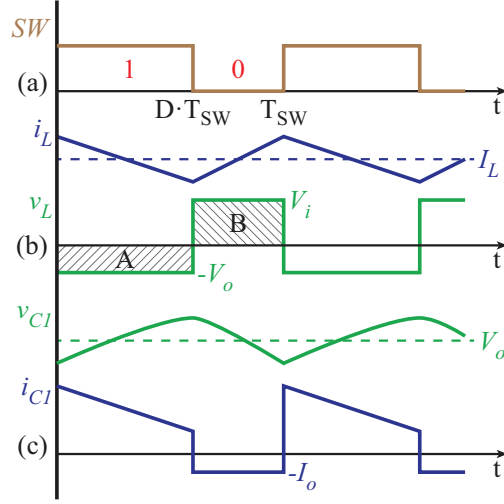 SW
1 0
(a)
t
D·T_SW T_SW
i_L
I_L
v_L
V_i
B
(b)
A
t
-V_o
v_C1
V_o
i_C1
(c)
t
-I_o